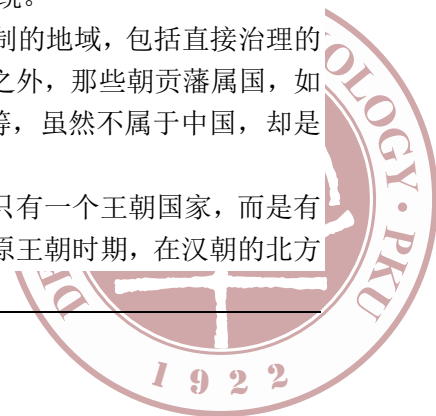 统。
制的地域，包括直接治理的
之外，那些朝贡藩属国，如
等，虽然不属于中国，却是
只有一个王朝国家，而是有
原王朝时期，在汉朝的北方
OLOGY · PKU
DE
1922